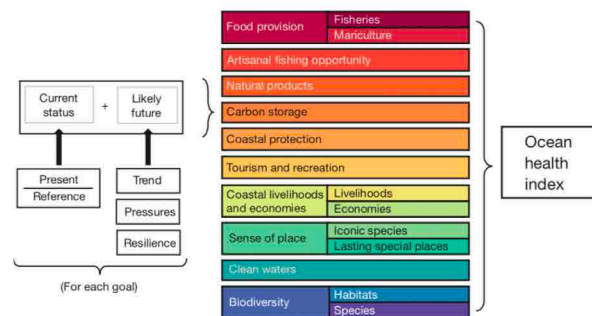 Current
status
+
Likely
future
Present
Reference
Trend
Pressures
Resilience
(For each goal)
Food provision
Fisheries
Mariculture
Artisanal fishing opportunity
Natural products
Carbon storage
Coastal protection
Tourism and recreation
Coastal livelihoods
and economies
Livelihoods
Economies
Sense of place
Iconic species
Lasting special places
Clean waters
Biodiversity
Habitats
Species
Ocean
health
index